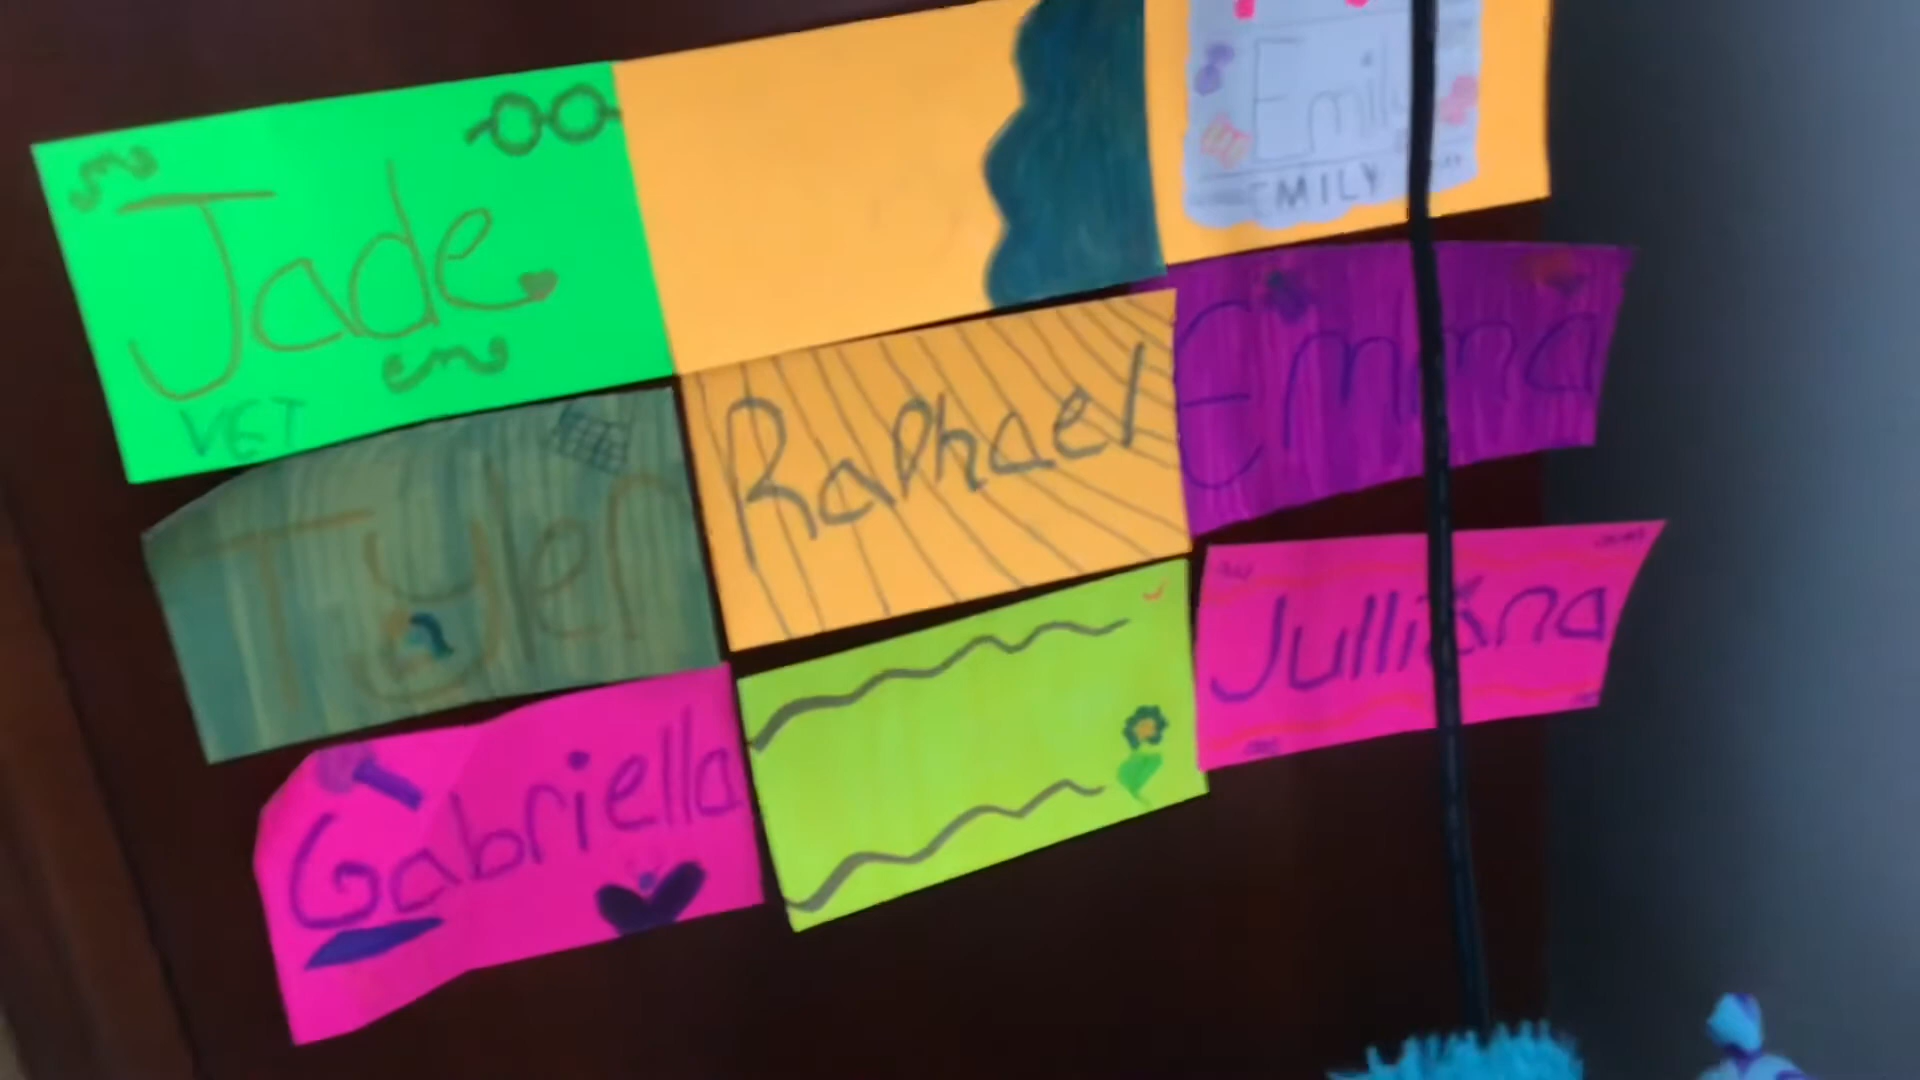 Jade
VET
Emily
EMILY
Tyler
Raphael
Emma
Gabriella
Julliana